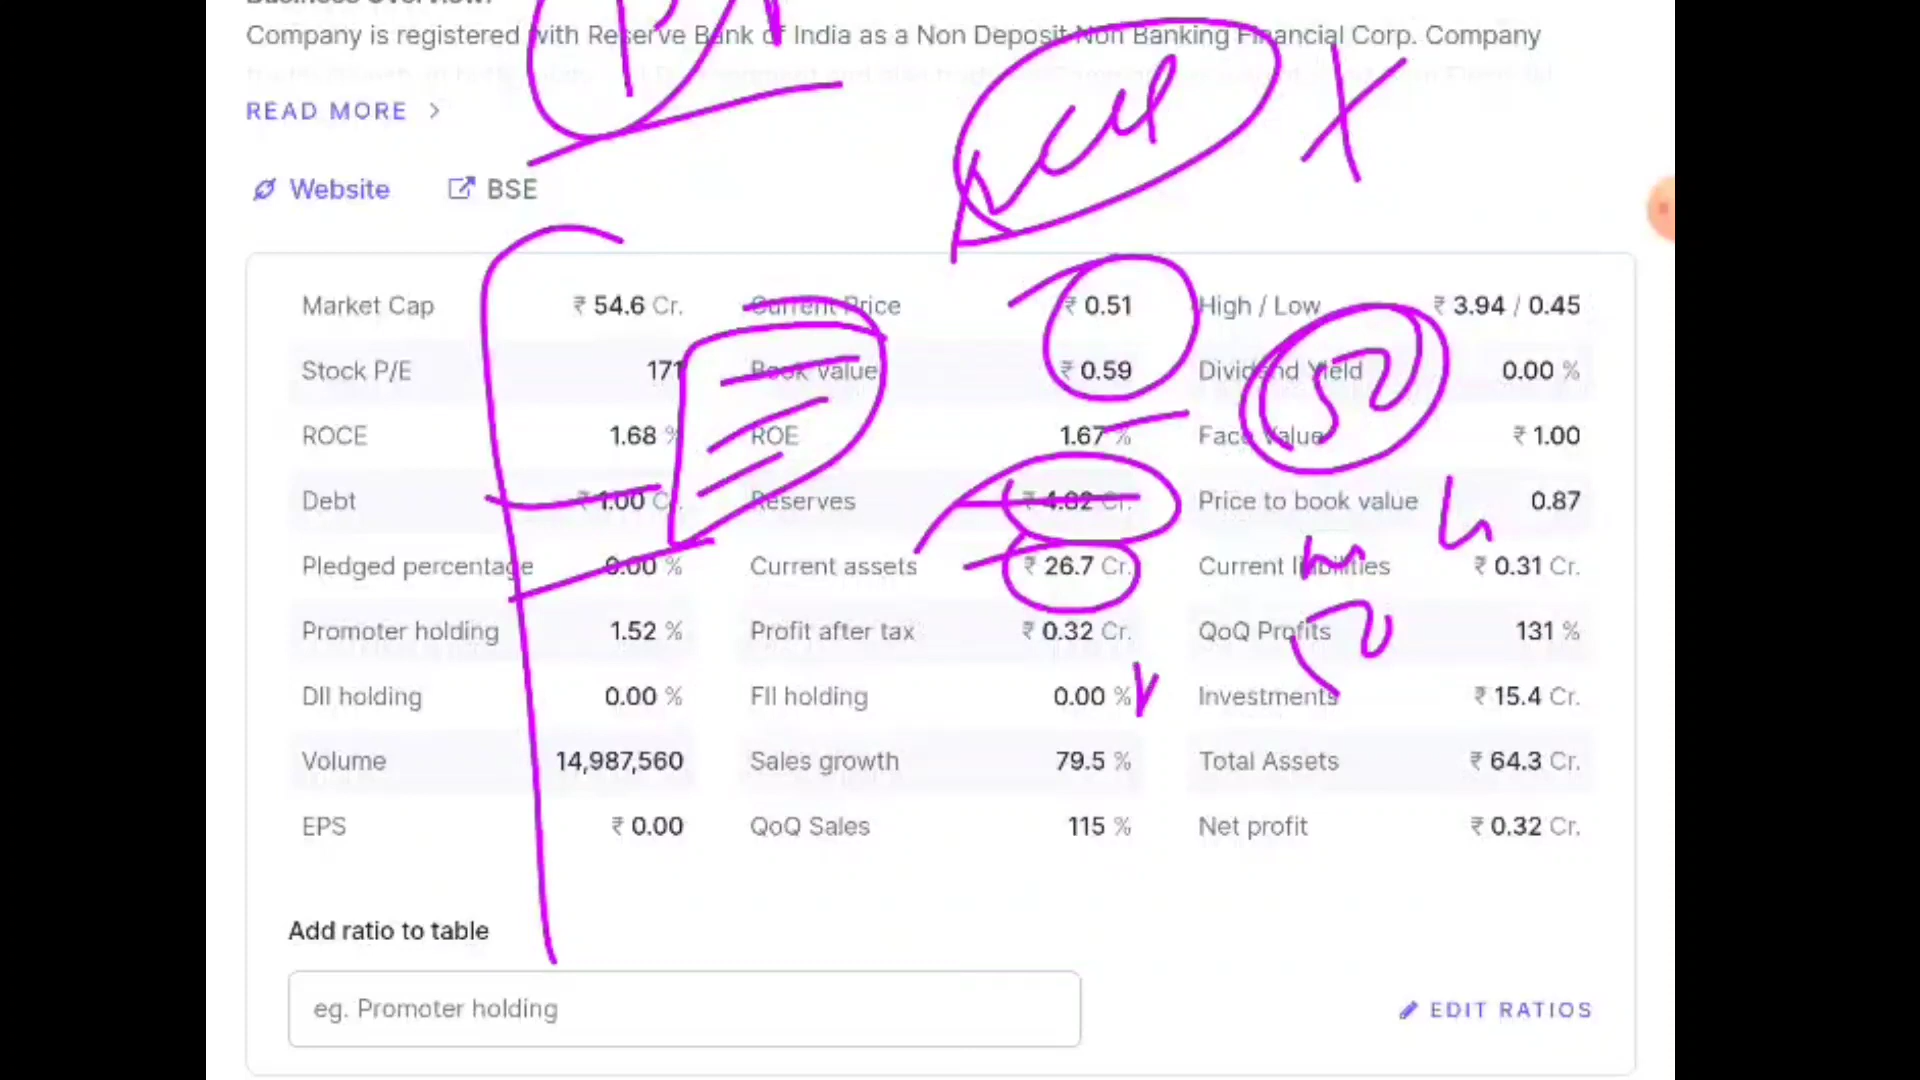 Company is registered with Reserve Bank of India as a Non Deposit Non Banking Financial Corp. Company
READ MORE >
Website BSE
Market Cap ₹ 54.6 Cr. Current Price ₹ 0.51 High / Low ₹ 3.94 / 0.45
Stock P/E 171 Book value ₹ 0.59 Dividend Yield 0.00 %
ROCE 1.68 % ROE 1.67 % Face Value ₹ 1.00
Debt ₹ 1.00 Cr. Reserves ₹ 4.82 Cr. Price to book value 0.87
Pledged percentage 0.00 % Current assets ₹ 26.7 Cr. Current liabilities ₹ 0.31 Cr.
Promoter holding 1.52 % Profit after tax ₹ 0.32 Cr. QoQ Profits 131 %
DII holding 0.00 % FII holding 0.00 % Investments ₹ 15.4 Cr.
Volume 14,987,560 Sales growth 79.5 % Total Assets ₹ 64.3 Cr.
EPS ₹ 0.00 QoQ Sales 115 % Net profit ₹ 0.32 Cr.
Add ratio to table
eg. Promoter holding
EDIT RATIOS